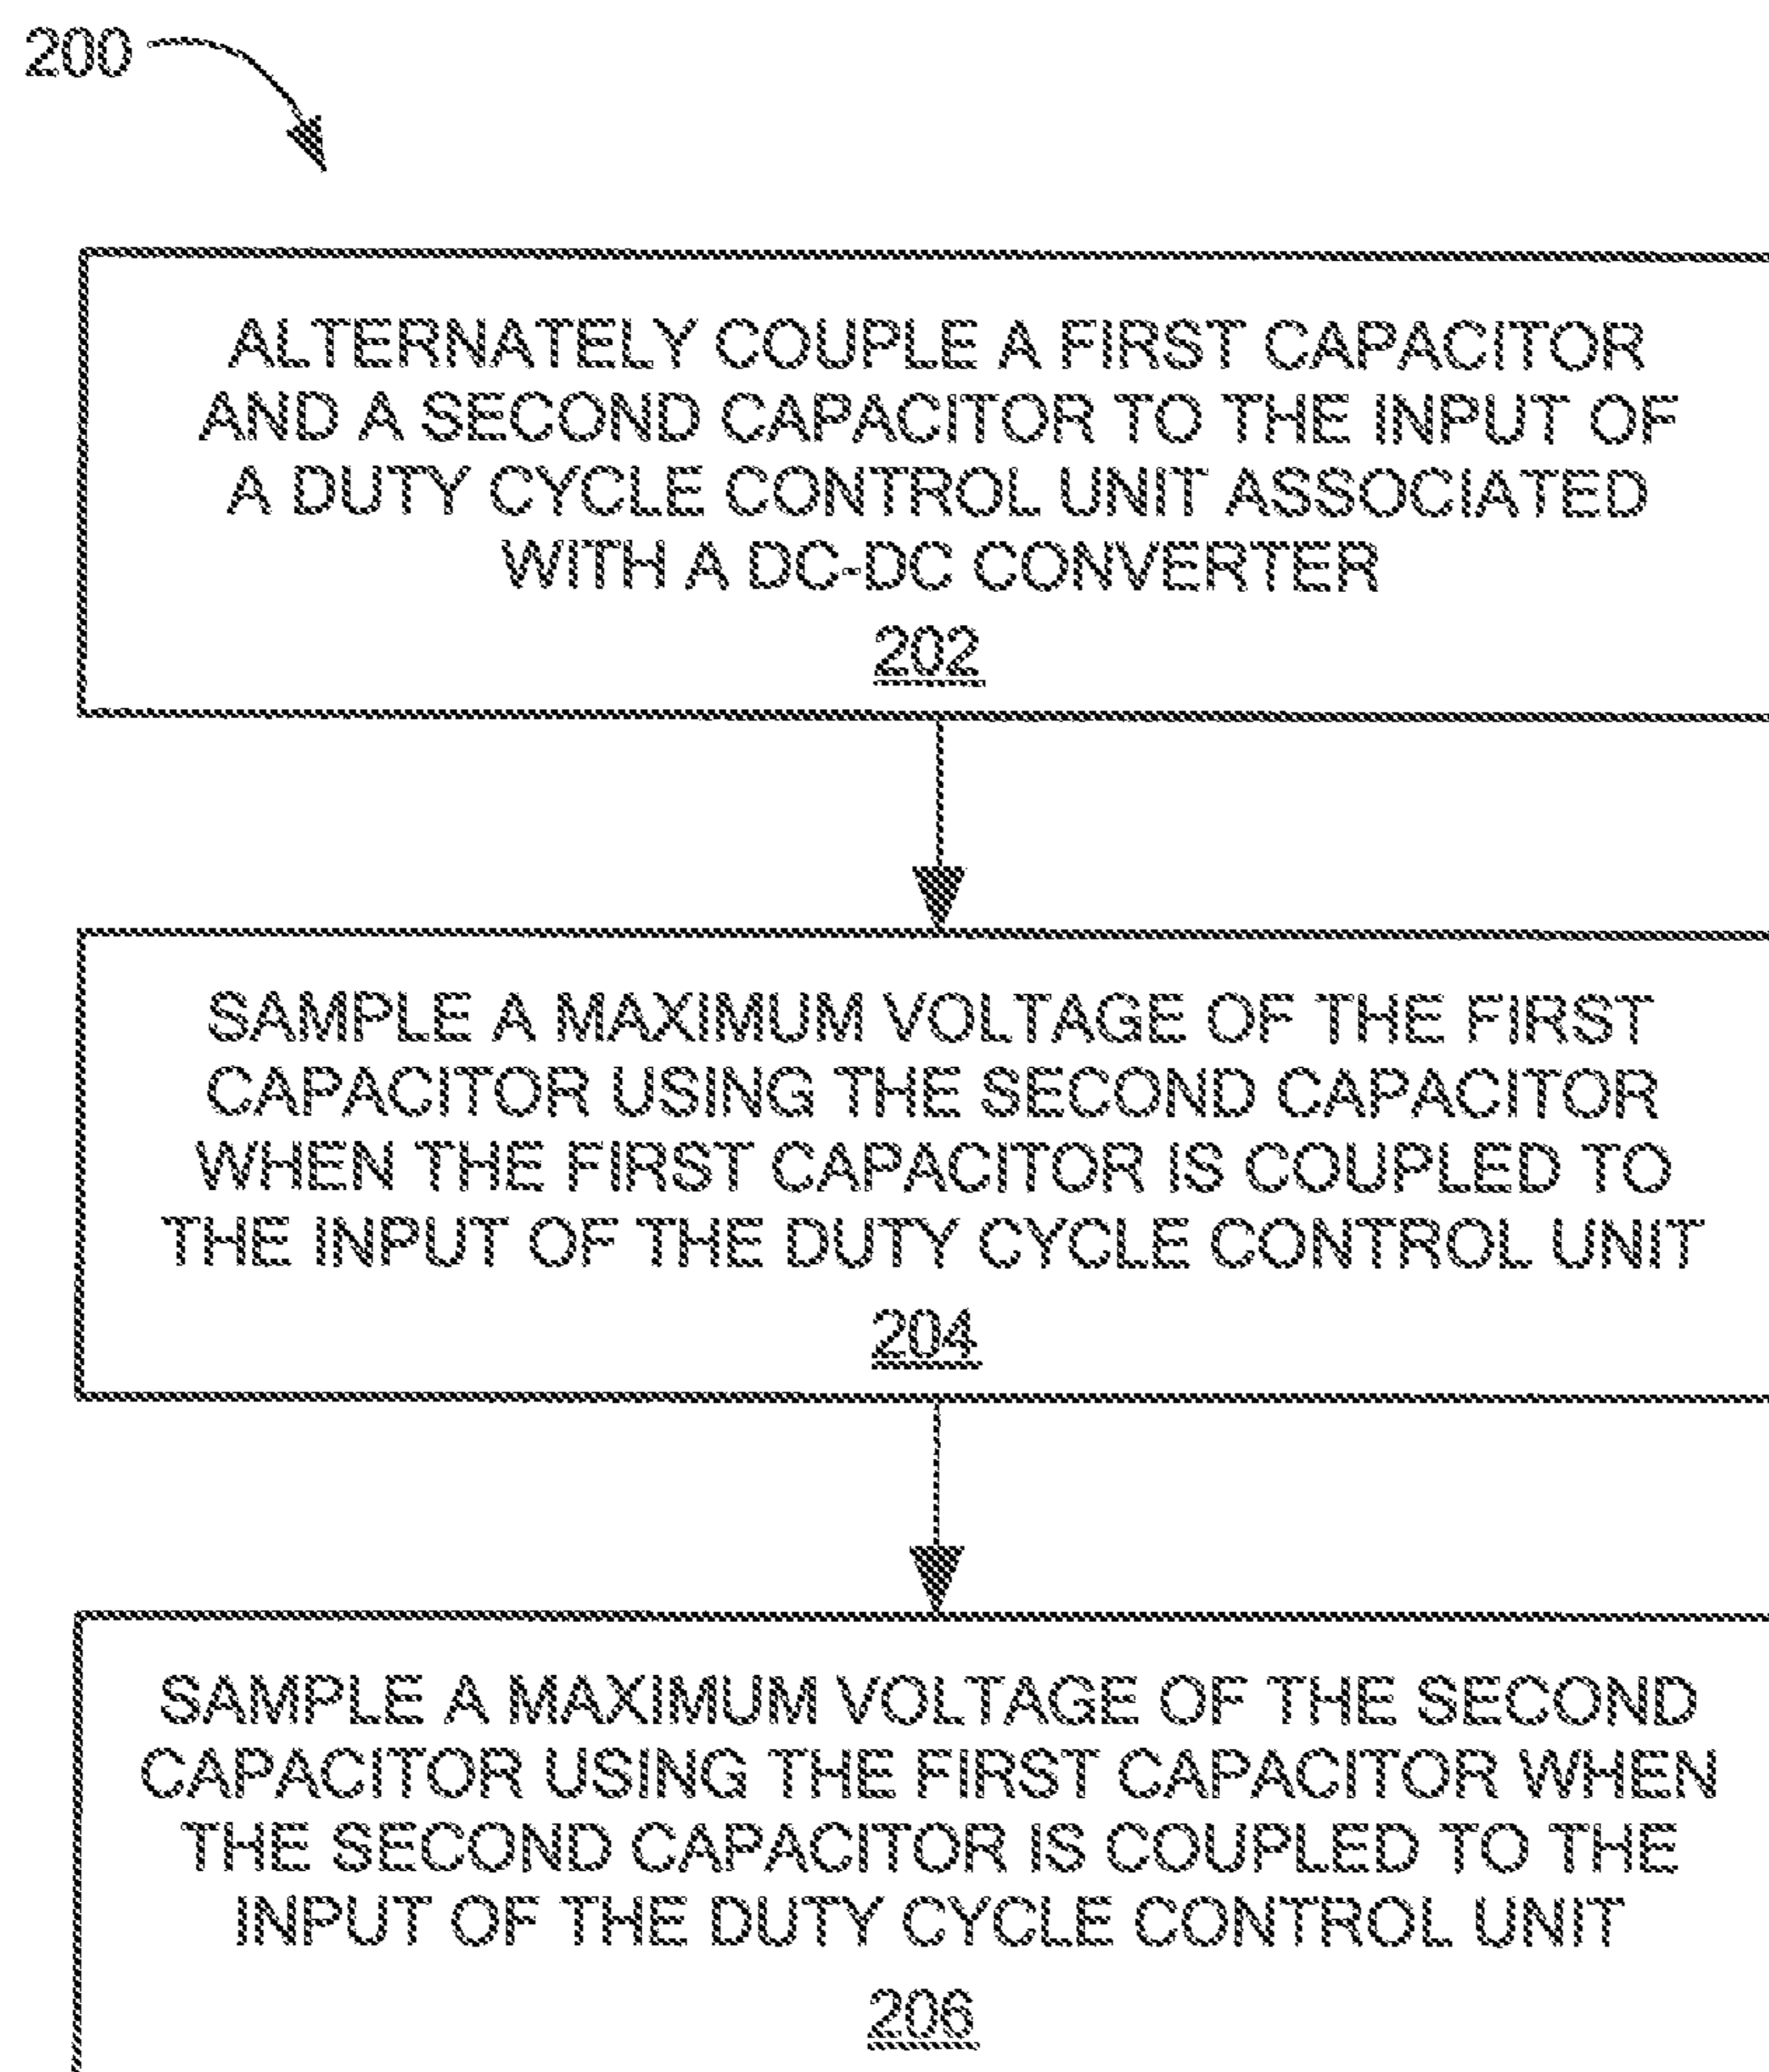 200
ALTERNATELY COUPLE A FIRST CAPACITOR
AND A SECOND CAPACITOR TO THE INPUT OF
A DUTY CYCLE CONTROL UNIT ASSOCIATED
WITH A DC-DC CONVERTER
202
SAMPLE A MAXIMUM VOLTAGE OF THE FIRST
CAPACITOR USING THE SECOND CAPACITOR
WHEN THE FIRST CAPACITOR IS COUPLED TO
THE INPUT OF THE DUTY CYCLE CONTROL UNIT
204
SAMPLE A MAXIMUM VOLTAGE OF THE SECOND
CAPACITOR USING THE FIRST CAPACITOR WHEN
THE SECOND CAPACITOR IS COUPLED TO THE
INPUT OF THE DUTY CYCLE CONTROL UNIT
206